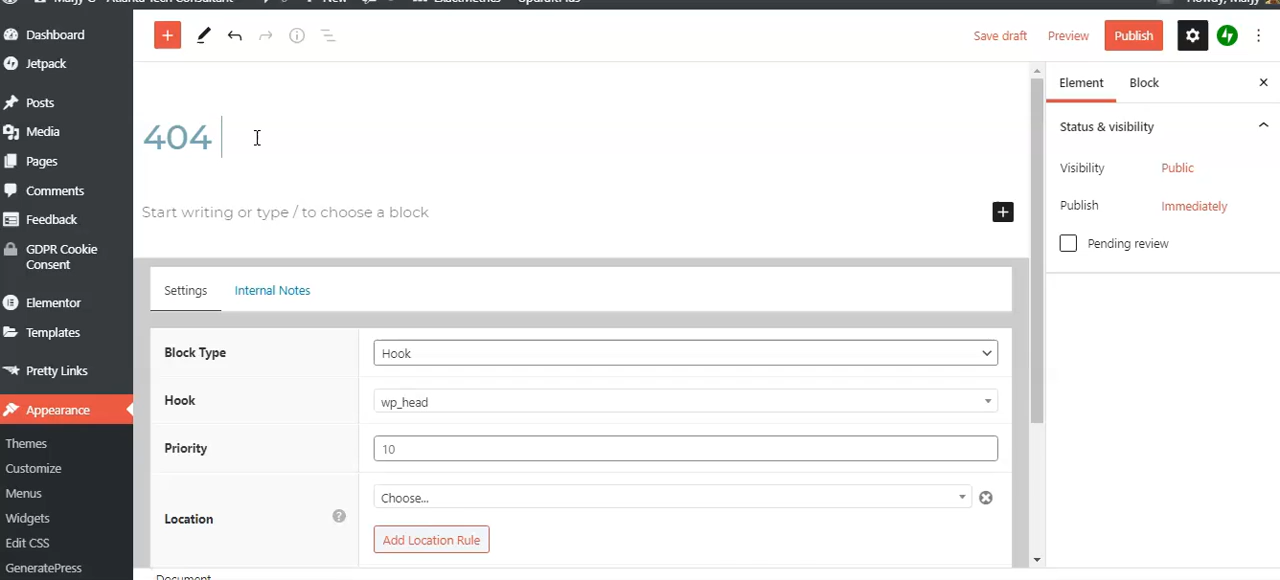 New
Howdy, Marjy
Dashboard
Jetpack
Posts
Media
Pages
Comments
Feedback
GDPR Cookie
Consent
Elementor
Templates
Pretty Links
Appearance
Themes
Customize
Menus
Widgets
Edit CSS
GeneratePress
Save draft
Preview
Publish
404
Start writing or type / to choose a block
Settings
Internal Notes
Block Type
Hook
Hook
wp_head
Priority
10
Location
Choose...
Add Location Rule
Document
Element
Block
Status & visibility
Visibility
Public
Publish
Immediately
Pending review